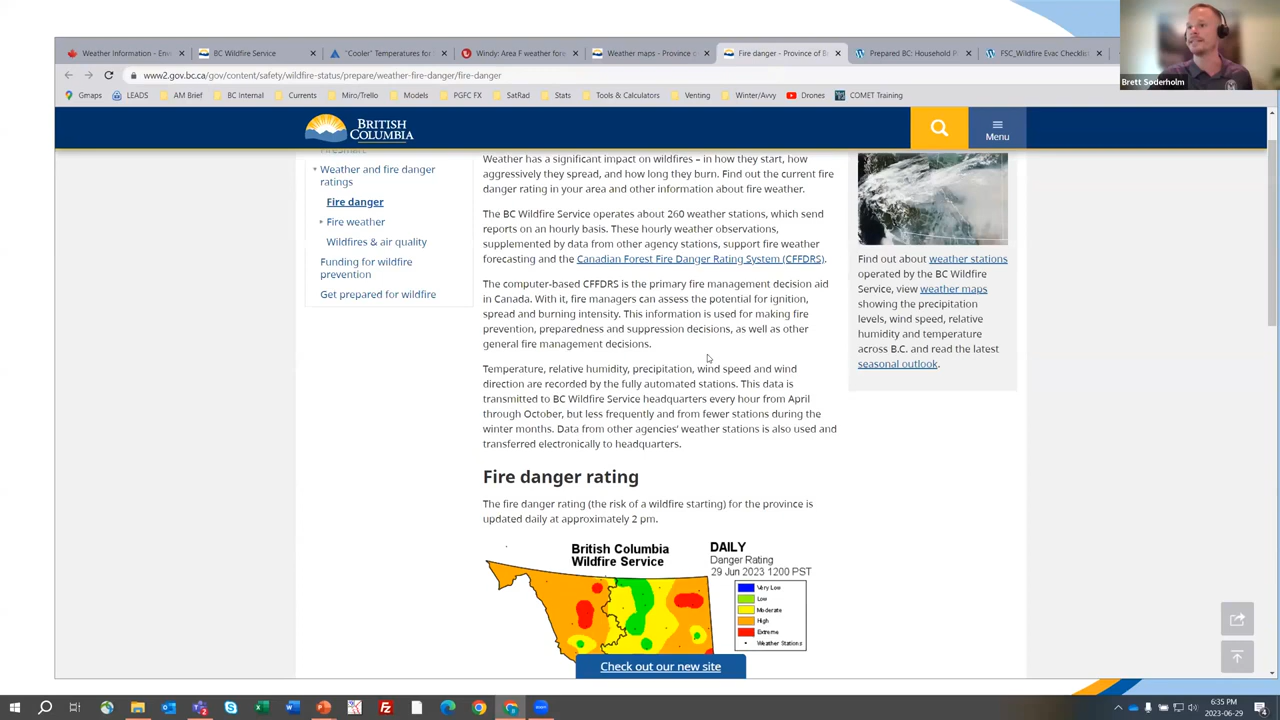 Weather Information - Env
BC Wildfire Service
"Cooler" Temperatures fo
Windy: Area F weather fore
Weather maps - Province o
Fire danger - Province of B
Prepared BC: Household P
FSC_Wildfire Evac Checklis
www2.gov.bc.ca/gov/content/safety/wildfire-status/prepare/weather-fire-danger/fire-danger
Gmaps LEADS AM Brief BC Internal Currents Miro/Trello Models PNGFC FX SatRad Stats Tools & Calculators Venting Winter/Avvy Drones COMET Training
Brett Soderholm
BRITISH
COLUMBIA
Menu
Weather and fire danger
ratings
Fire danger
Fire weather
Wildfires & air quality
Funding for wildfire
prevention
Get prepared for wildfire
Weather has a significant impact on wildfires – in how they start, how
aggressively they spread, and how long they burn. Find out the current fire
danger rating in your area and other information about fire weather.
The BC Wildfire Service operates about 260 weather stations, which send
reports on an hourly basis. These hourly weather observations,
supplemented by data from other agency stations, support fire weather
forecasting and the Canadian Forest Fire Danger Rating System (CFFDRS).
The computer-based CFFDRS is the primary fire management decision aid
in Canada. With it, fire managers can assess the potential for ignition,
spread and burning intensity. This information is used for making fire
prevention, preparedness and suppression decisions, as well as other
general fire management decisions.
Temperature, relative humidity, precipitation, wind speed and wind
direction are recorded by the fully automated stations. This data is
transmitted to BC Wildfire Service headquarters every hour from April
through October, but less frequently and from fewer stations during the
winter months. Data from other agencies' weather stations is also used and
transferred electronically to headquarters.
Fire danger rating
The fire danger rating (the risk of a wildfire starting) for the province is
updated daily at approximately 2 pm.
British Columbia
Wildfire Service
DAILY
Danger Rating
29 Jun 2023 1200 PST
Very Low
Low
Moderate
High
Extreme
Weather Stations
Check out our new site
Find out about weather stations
operated by the BC Wildfire
Service, view weather maps
showing the precipitation
levels, wind speed, relative
humidity and temperature
across B.C. and read the latest
seasonal outlook.
6:35 PM
2023-06-29
4